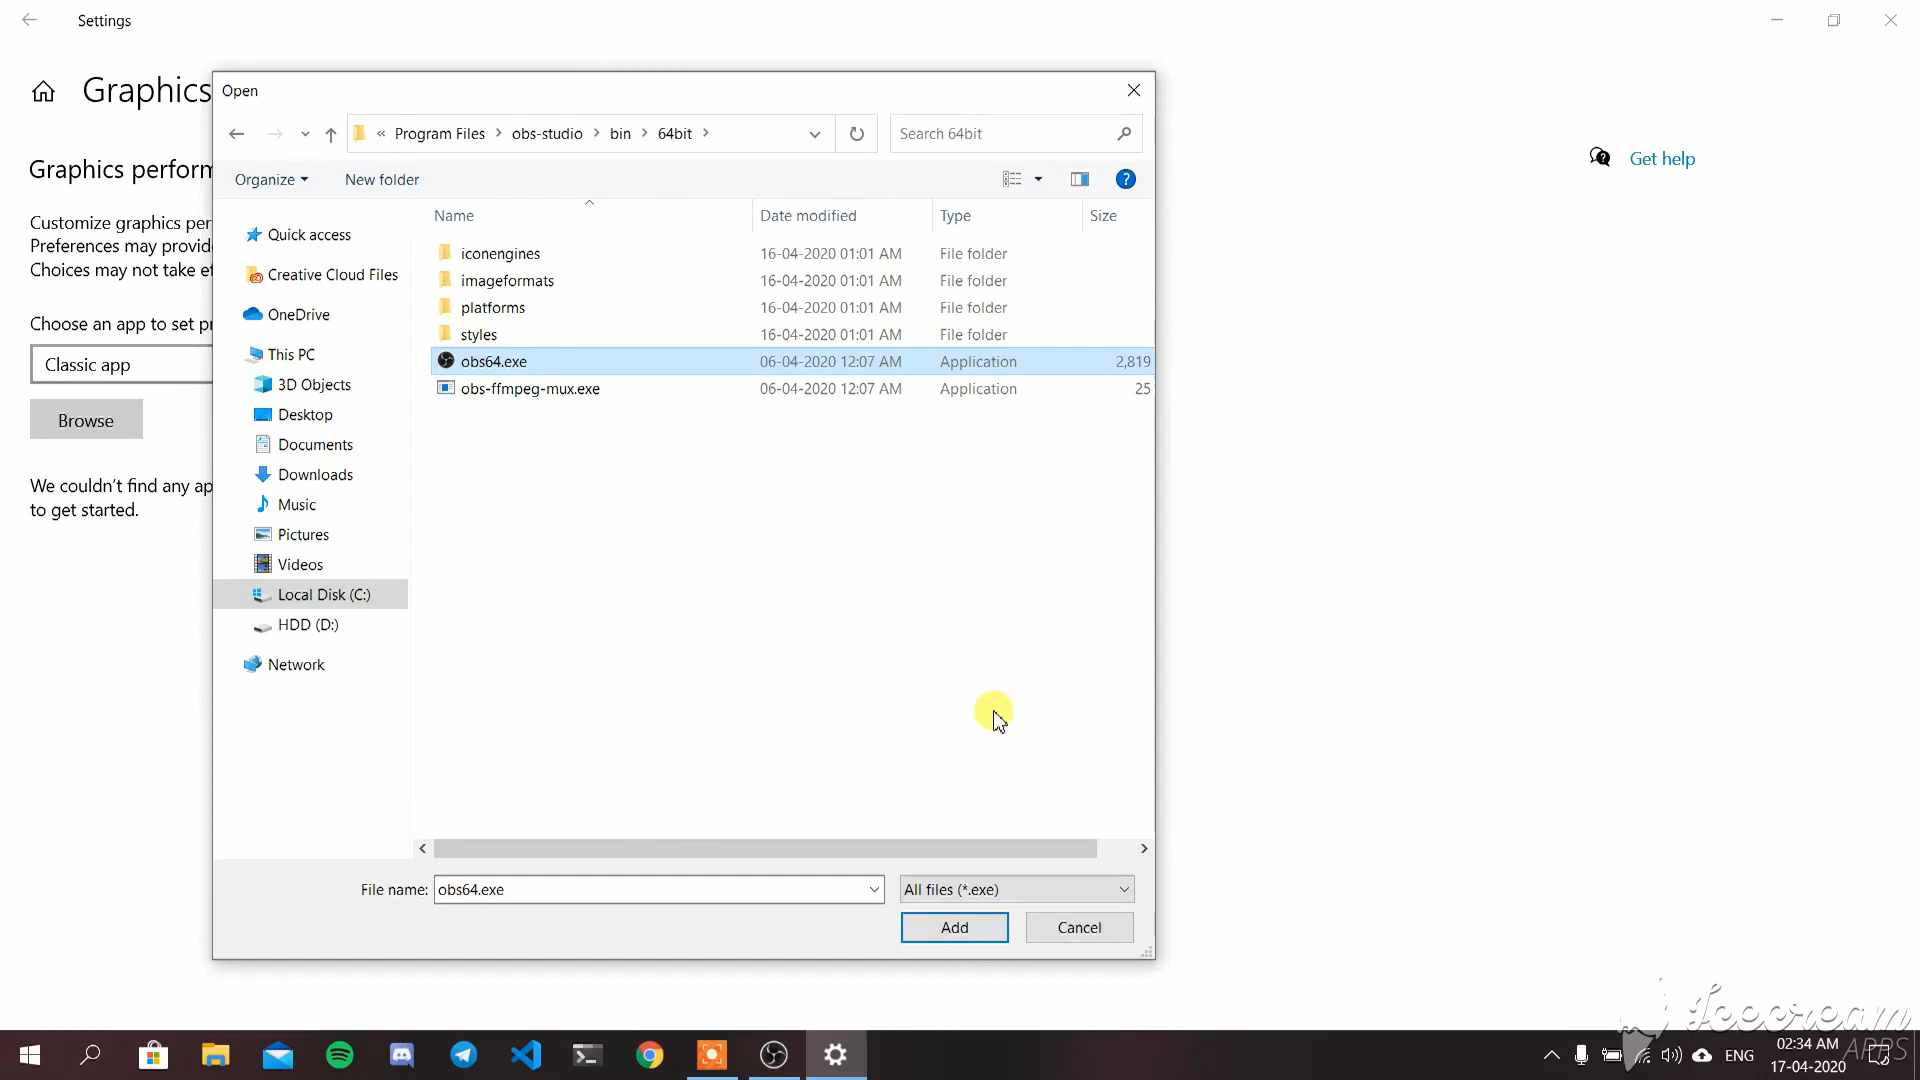 Settings
Graphics
Get help
Graphics perform
Customize graphics per
Preferences may provid
Choices may not take ef
Choose an app to set pr
Classic app
Browse
We couldn't find any ap
to get started.
Open
« Program Files > obs-studio > bin > 64bit >
Search 64bit
Organize
New folder
Quick access
Creative Cloud Files
OneDrive
This PC
3D Objects
Desktop
Documents
Downloads
Music
Pictures
Videos
Local Disk (C:)
HDD (D:)
Network
Name Date modified Type Size
iconengines 16-04-2020 01:01 AM File folder
imageformats 16-04-2020 01:01 AM File folder
platforms 16-04-2020 01:01 AM File folder
styles 16-04-2020 01:01 AM File folder
obs64.exe 06-04-2020 12:07 AM Application 2,819
obs-ffmpeg-mux.exe 06-04-2020 12:07 AM Application 25
File name: obs64.exe
All files (*.exe)
Add
Cancel
Icecream
APPS
ENG
02:34 AM
17-04-2020